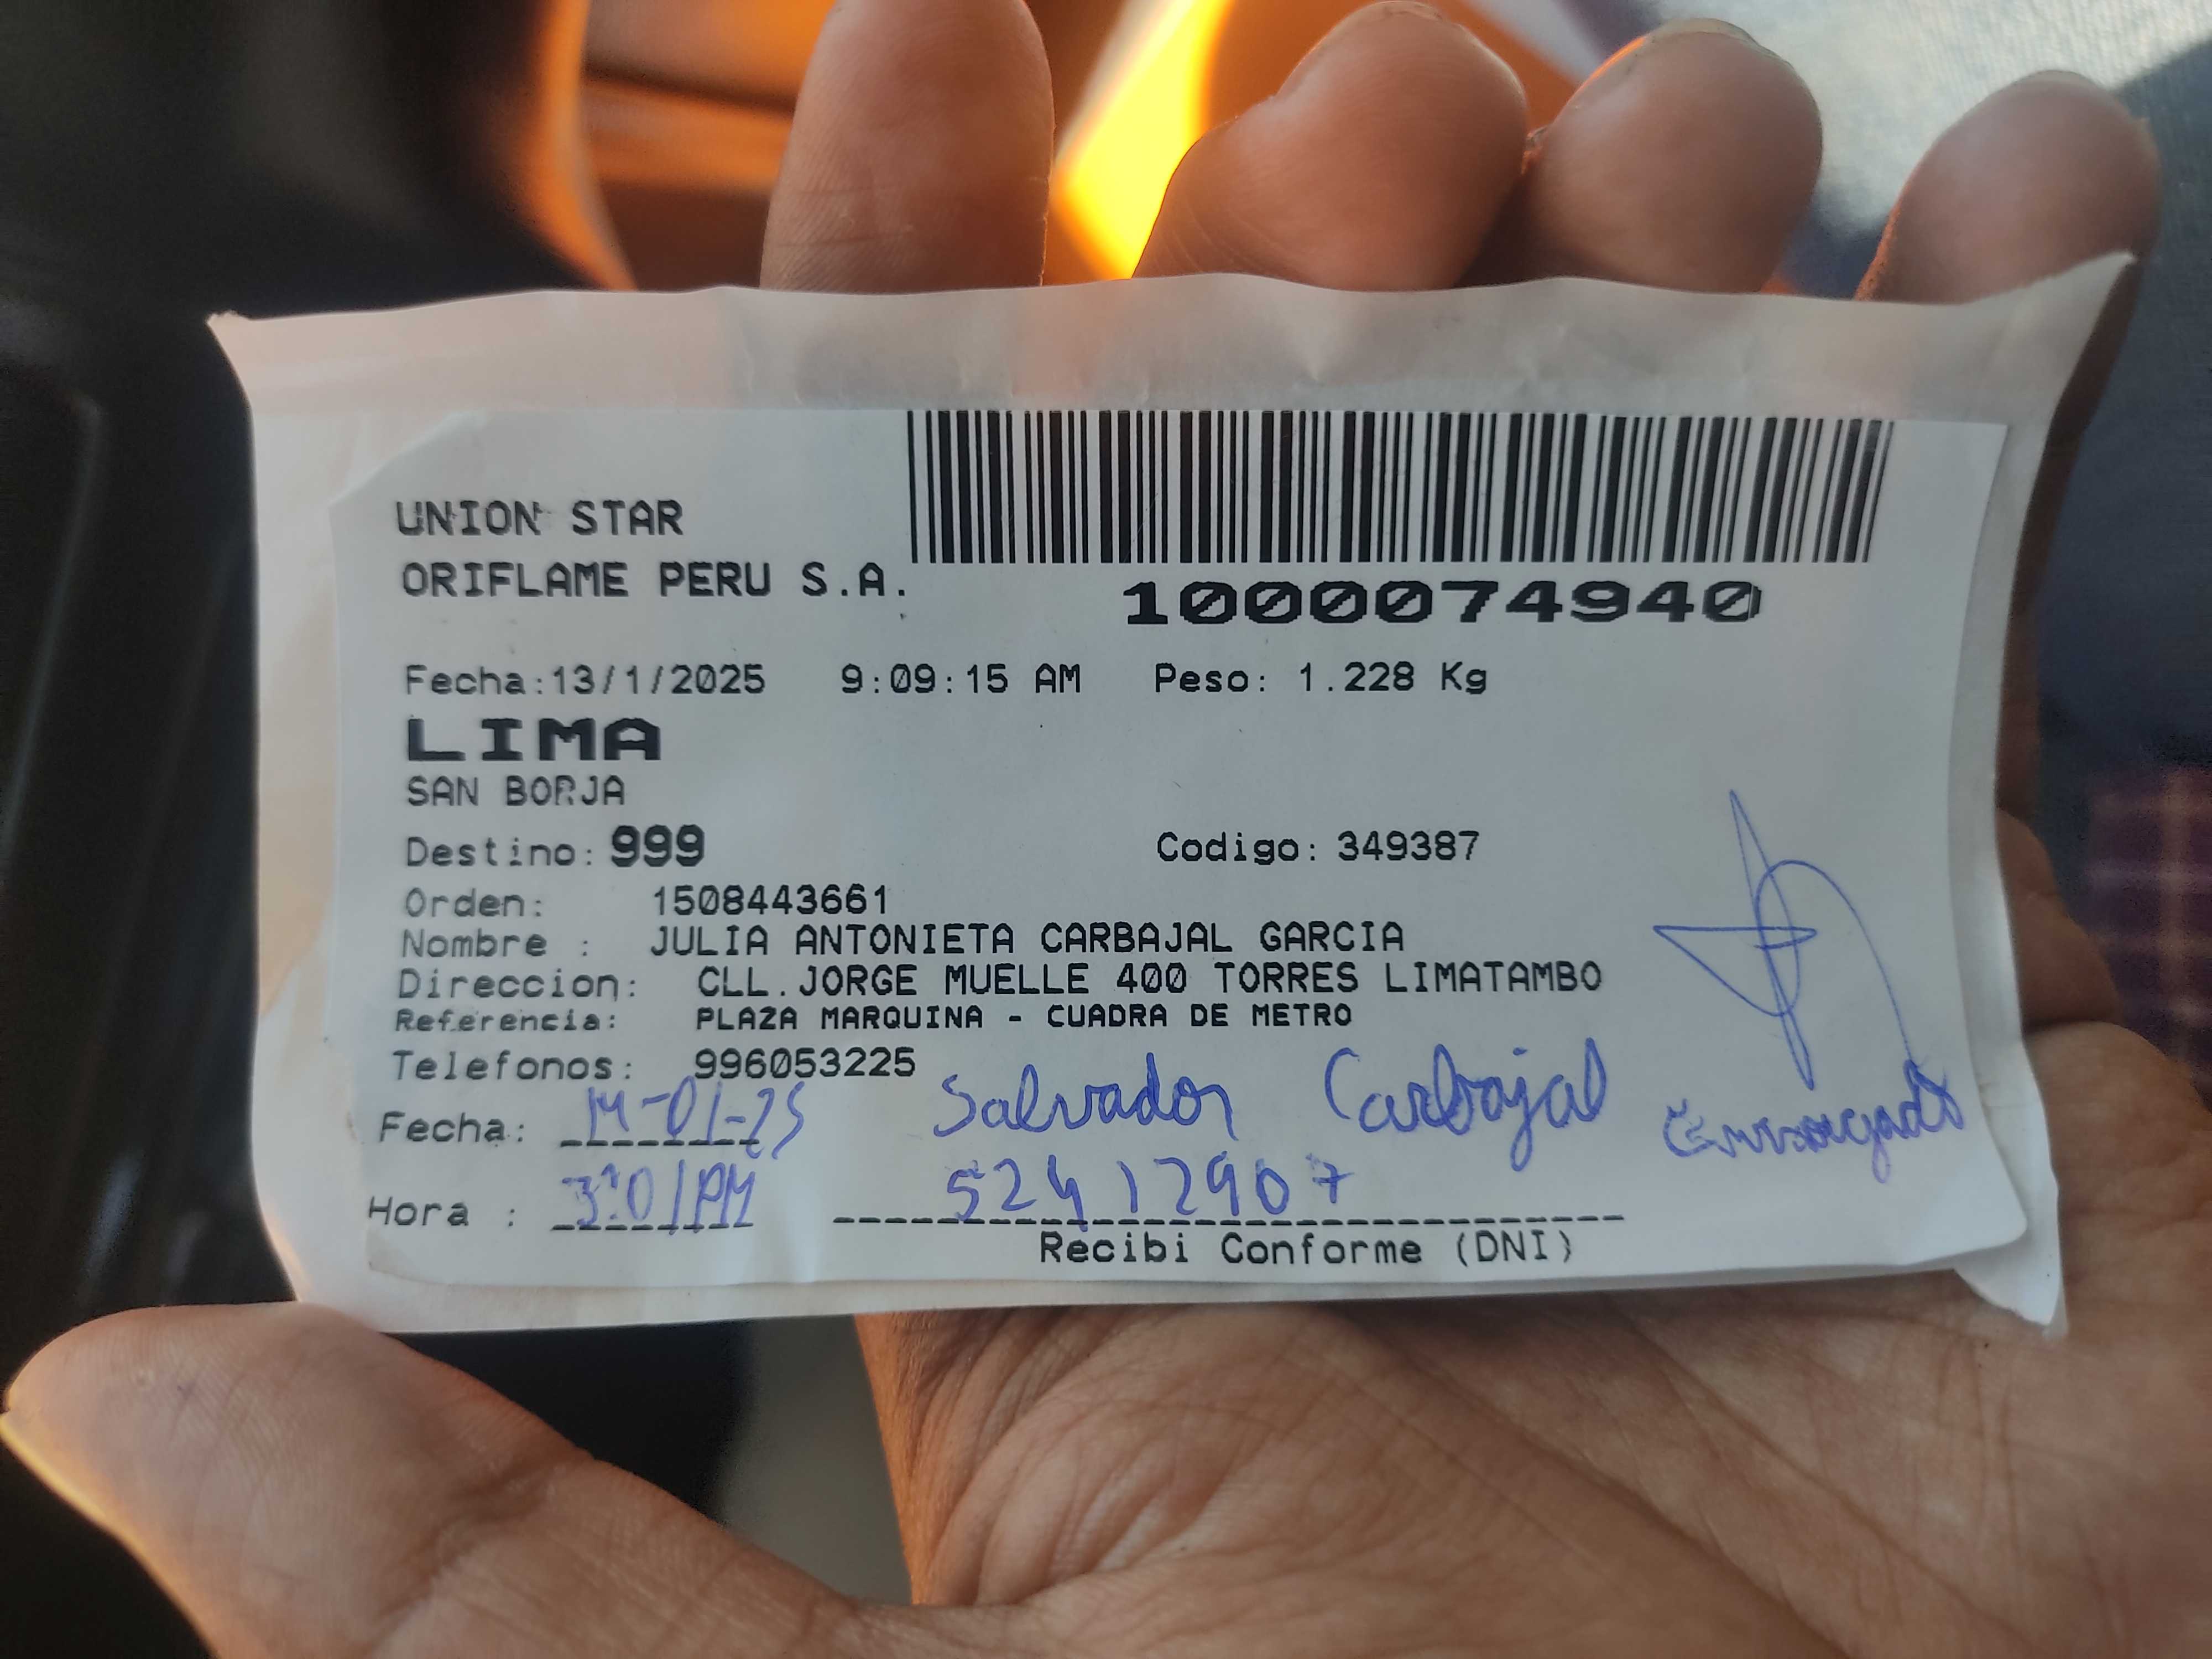 UNION STAR
ORIFLAME PERU S.A.
1000074940
Fecha:13/1/2025 9:09:15 AM Peso: 1.228 Kg
LIMA
SAN BORJA
Destino: 999 Codigo: 349387
Orden: 1508443661
Nombre : JULIA ANTONIETA CARBAJAL GARCIA
Direccion: CLL.JORGE MUELLE 400 TORRES LIMATAMBO
Referencia: PLAZA MARQUINA - CUADRA DE METRO
Telefonos: 996053225
Fecha: 14-01-25 Salvador Carbajal
Hora : 3:01PM 52412907
Recibi Conforme (DNI)